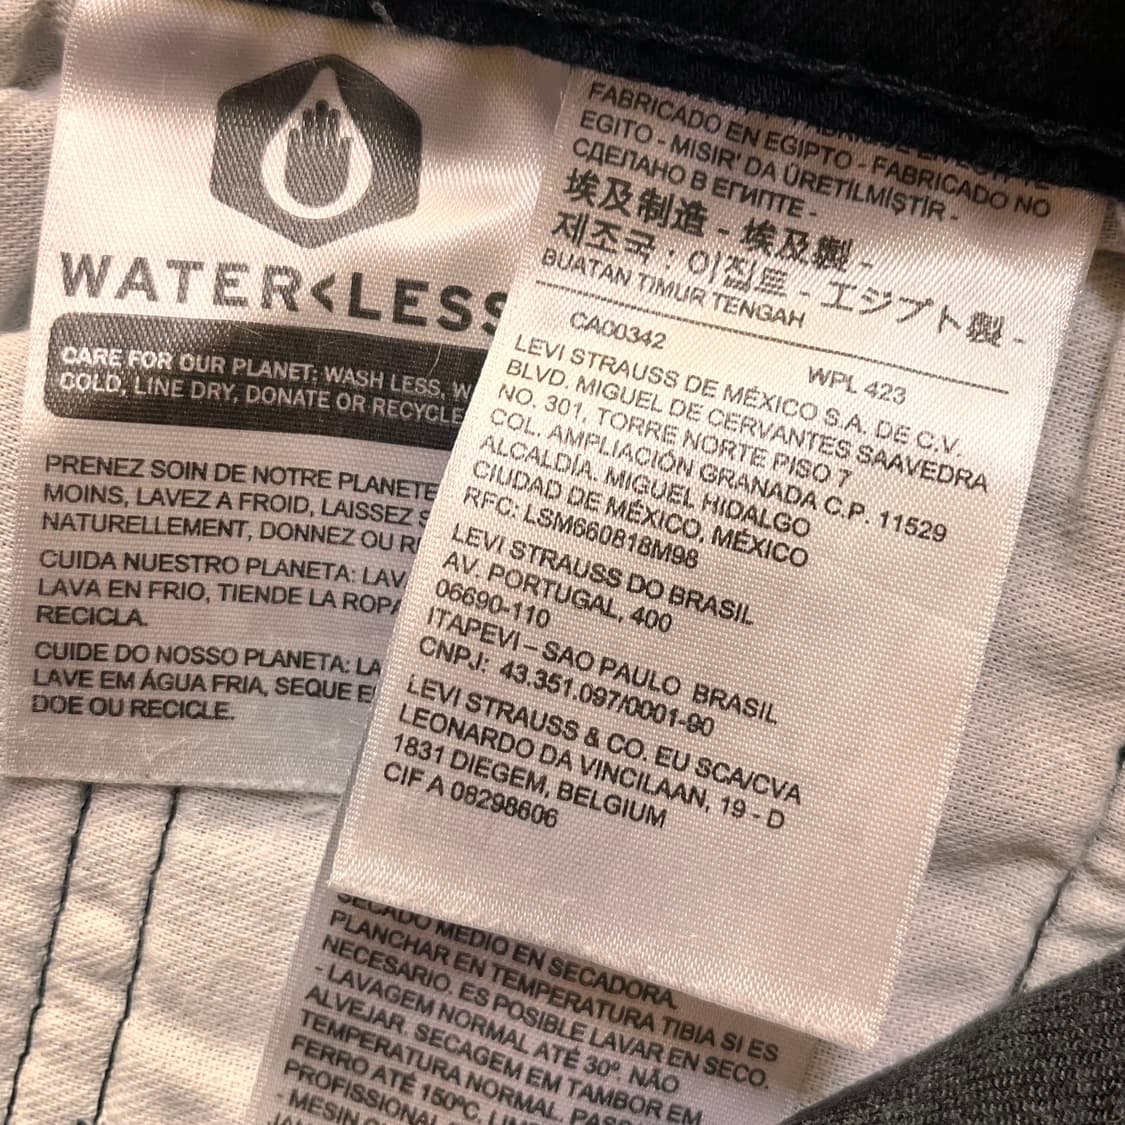 WATER<LESS
CARE FOR OUR PLANET: WASH LESS, W
COLD, LINE DRY, DONATE OR RECYCLE
PRENEZ SOIN DE NOTRE PLANETE
MOINS, LAVEZ A FROID, LAISSEZ S
NATURELLEMENT, DONNEZ OU R
CUIDA NUESTRO PLANETA: LAV
LAVA EN FRIO, TIENDE LA ROPA
RECICLA.
CUIDE DO NOSSO PLANETA: LA
LAVE EM ÁGUA FRIA, SEQUE E
DOE OU RECICLE.
FABRICADO EN EGIPTO - FABRICADO NO
EGITO - MISIR' DA ÜRETİLMİŞTİR -
СДЕЛАНО В ЕГИПТЕ -
埃及制造 - 埃及製 -
제조국 : 이집트 - エジプト製 -
BUATAN TIMUR TENGAH
CA00342
WPL 423
LEVI STRAUSS DE MÉXICO S.A. DE C.V.
BLVD. MIGUEL DE CERVANTES SAAVEDRA
NO. 301, TORRE NORTE PISO 7
COL. AMPLIACIÓN GRANADA C.P. 11529
ALCALDÍA. MIGUEL HIDALGO
CIUDAD DE MÉXICO, MÉXICO
RFC: LSM660818M98
LEVI STRAUSS DO BRASIL
AV. PORTUGAL, 400
06690-110
ITAPEVI – SAO PAULO BRASIL
CNPJ: 43.351.097/0001-90
LEVI STRAUSS & CO. EU SCA/CVA
LEONARDO DA VINCILAAN, 19 - D
1831 DIEGEM, BELGIUM
CIF A 08298606
SECADO MEDIO EN SECADORA.
PLANCHAR EN TEMPERATURA TIBIA SI ES
NECESARIO, ES POSIBLE LAVAR EN SECO.
- LAVAGEM NORMAL ATÉ 30º. NÃO
ALVEJAR. SECAGEM EM TAMBOR EM
TEMPERATURA NORMAL. PAS
FERRO ATÉ 150ºC. LIM
PROFISSIONAL
- MESIN